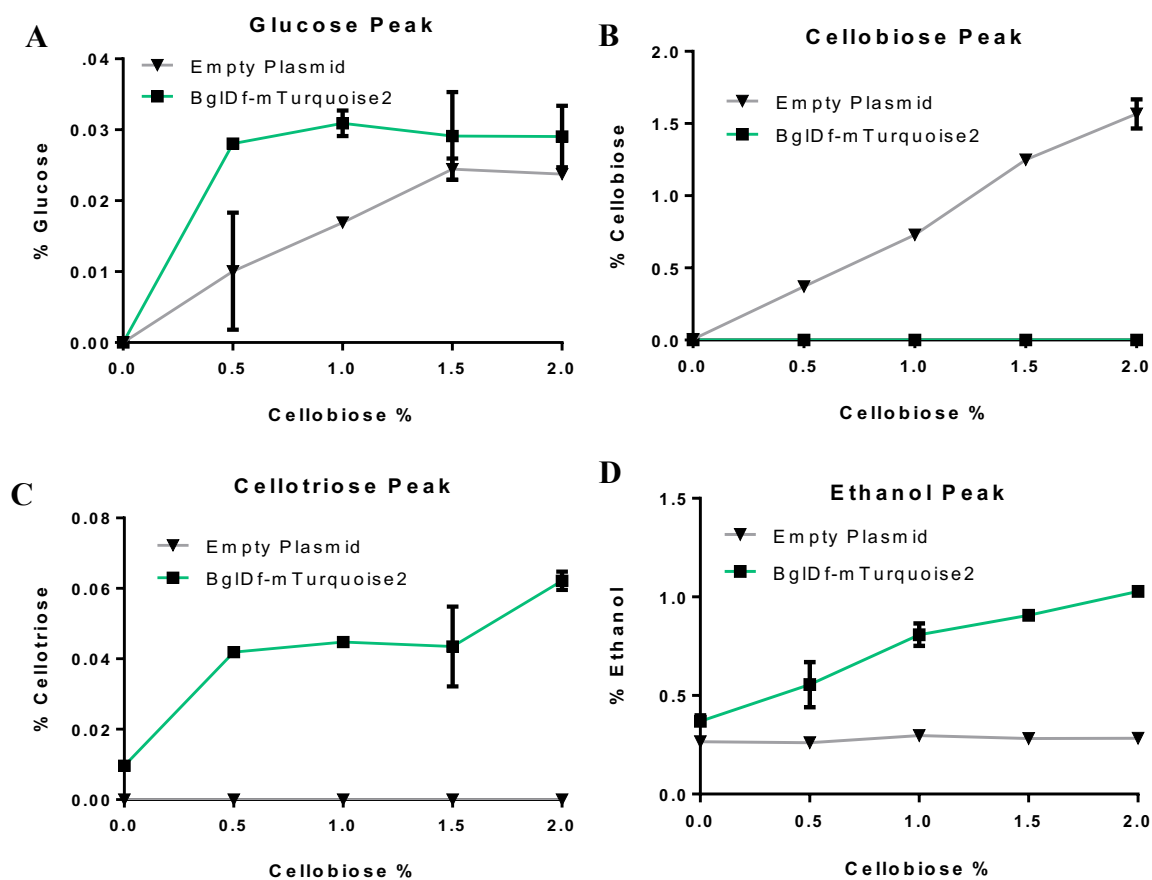 A
Glucose Peak
Empty Plasmid
BglDf-mTurquoise2
% Glucose
.04
0.03
0.02
0.01
0.00
0.0 0.5 1.0 1.5 2.0
Cellobiose %
B
Cellobiose Peak
Empty Plasmid
BglDf-mTurquoise2
% Cellobiose
2.0
1.5
1.0
0.5
0.0
0.0 0.5 1.0 1.5 2.0
Cellobiose %
C
Cellotriose Peak
Empty Plasmid
BglDf-mTurquoise2
% Cellotriose
0.08
0.06
0.04
0.02
0.00
0.0 0.5 1.0 1.5 2.0
Cellobiose %
D
Ethanol Peak
Empty Plasmid
BglDf-mTurquoise2
% Ethanol
1.5
1.0
0.5
0.0
0.0 0.5 1.0 1.5 2.0
Cellobiose %